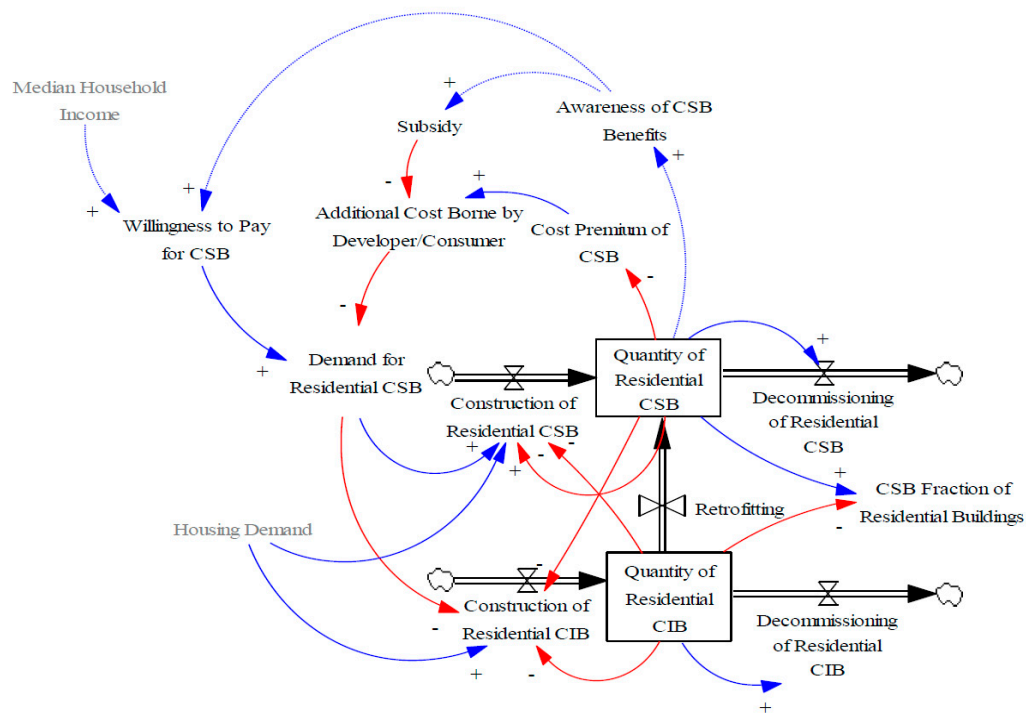 Median Household
Income
+
+
Subsidy
+
Awareness of CSB
Benefits
+
-
+
Willingness to Pay
for CSB
Additional Cost Borne by
Developer/Consumer
+
Cost Premium of
CSB
-
-
+
Demand for
Residential CSB
Quantity of
Residential
CSB
+
Construction of
Residential CSB
Decommissioning
of Residential
CSB
+
+
-
-
+
CSB Fraction of
Residential Buildings
-
Retrofitting
Housing Demand
-
Quantity of
Residential
CIB
Construction of
Residential CIB
-
+
-
Decommissioning
of Residential
CIB
+